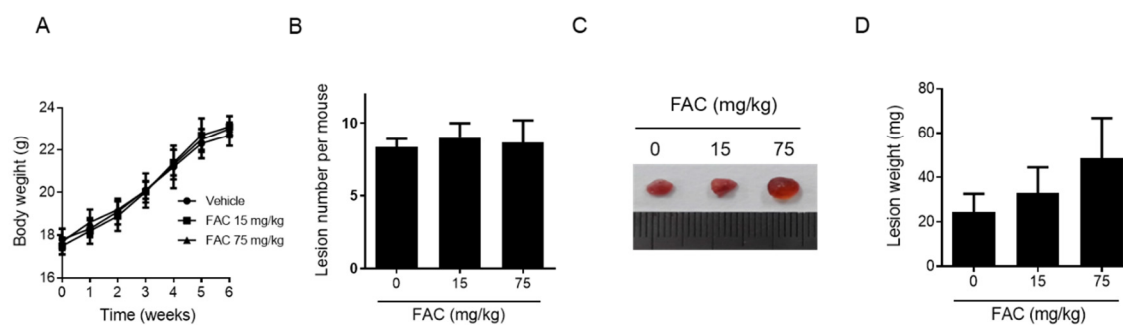 A
B
C
D
24
22
20
18
16
Body wegiht (g)
0 1 2 3 4 5 6
Time (weeks)
Vehicle
FAC 15 mg/kg
FAC 75 mg/kg
10
5
0
Lesion number per mouse
0 15 75
FAC (mg/kg)
FAC (mg/kg)
0 15 75
80
60
40
20
0
Lesion weight (mg)
0 15 75
FAC (mg/kg)